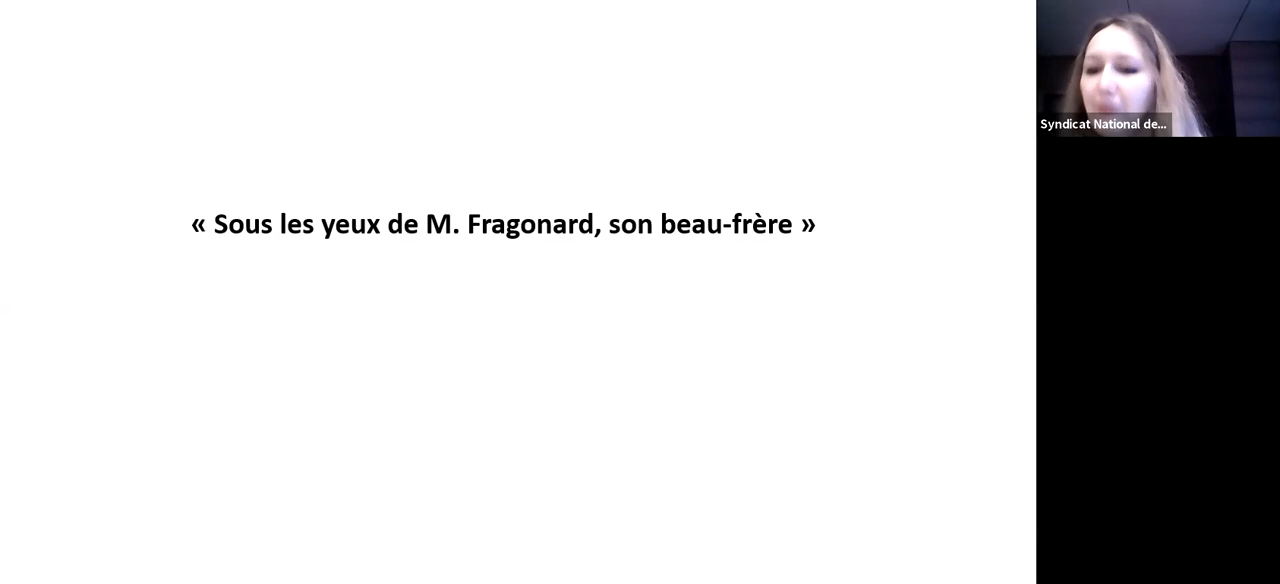 « Sous les yeux de M. Fragonard, son beau-frère »
Syndicat National de...